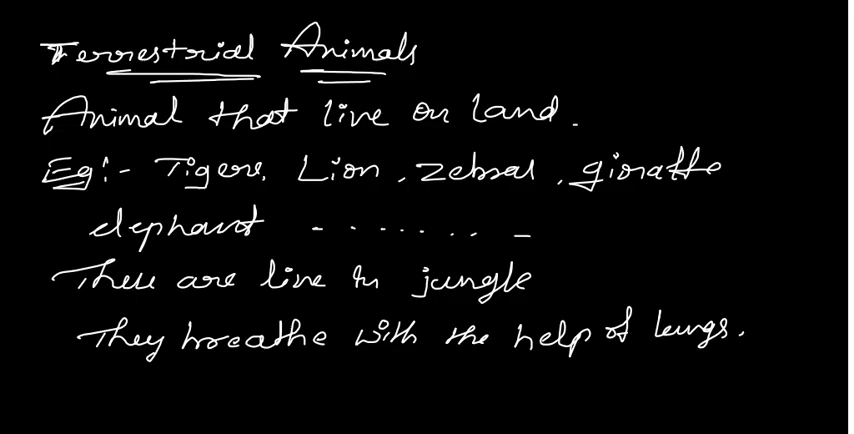 Terrestrial Animals
Animal that live on land.
Eg:- Tiger, Lion, Zebra, giraffe
elephant - . . . . . . . -
These are live in jungle
They breathe with the help of lungs.